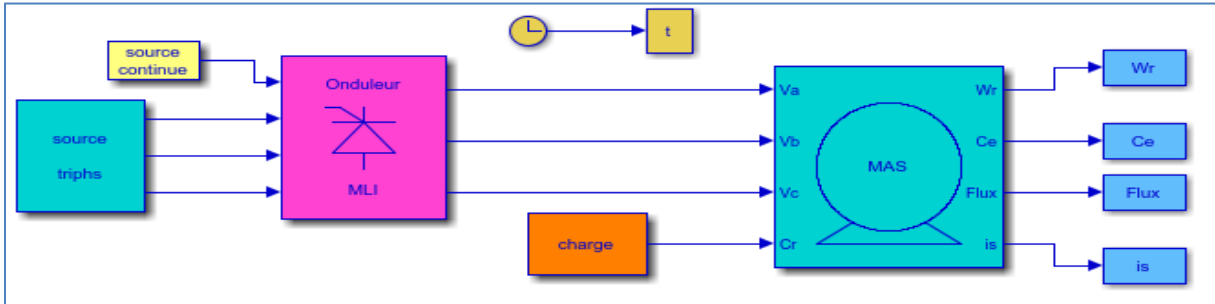 t
source
continue
source
triphs
Onduleur
MLI
Va
Vb
Vc
Cr
charge
MAS
Wr
Ce
Flux
is
Wr
Ce
Flux
is